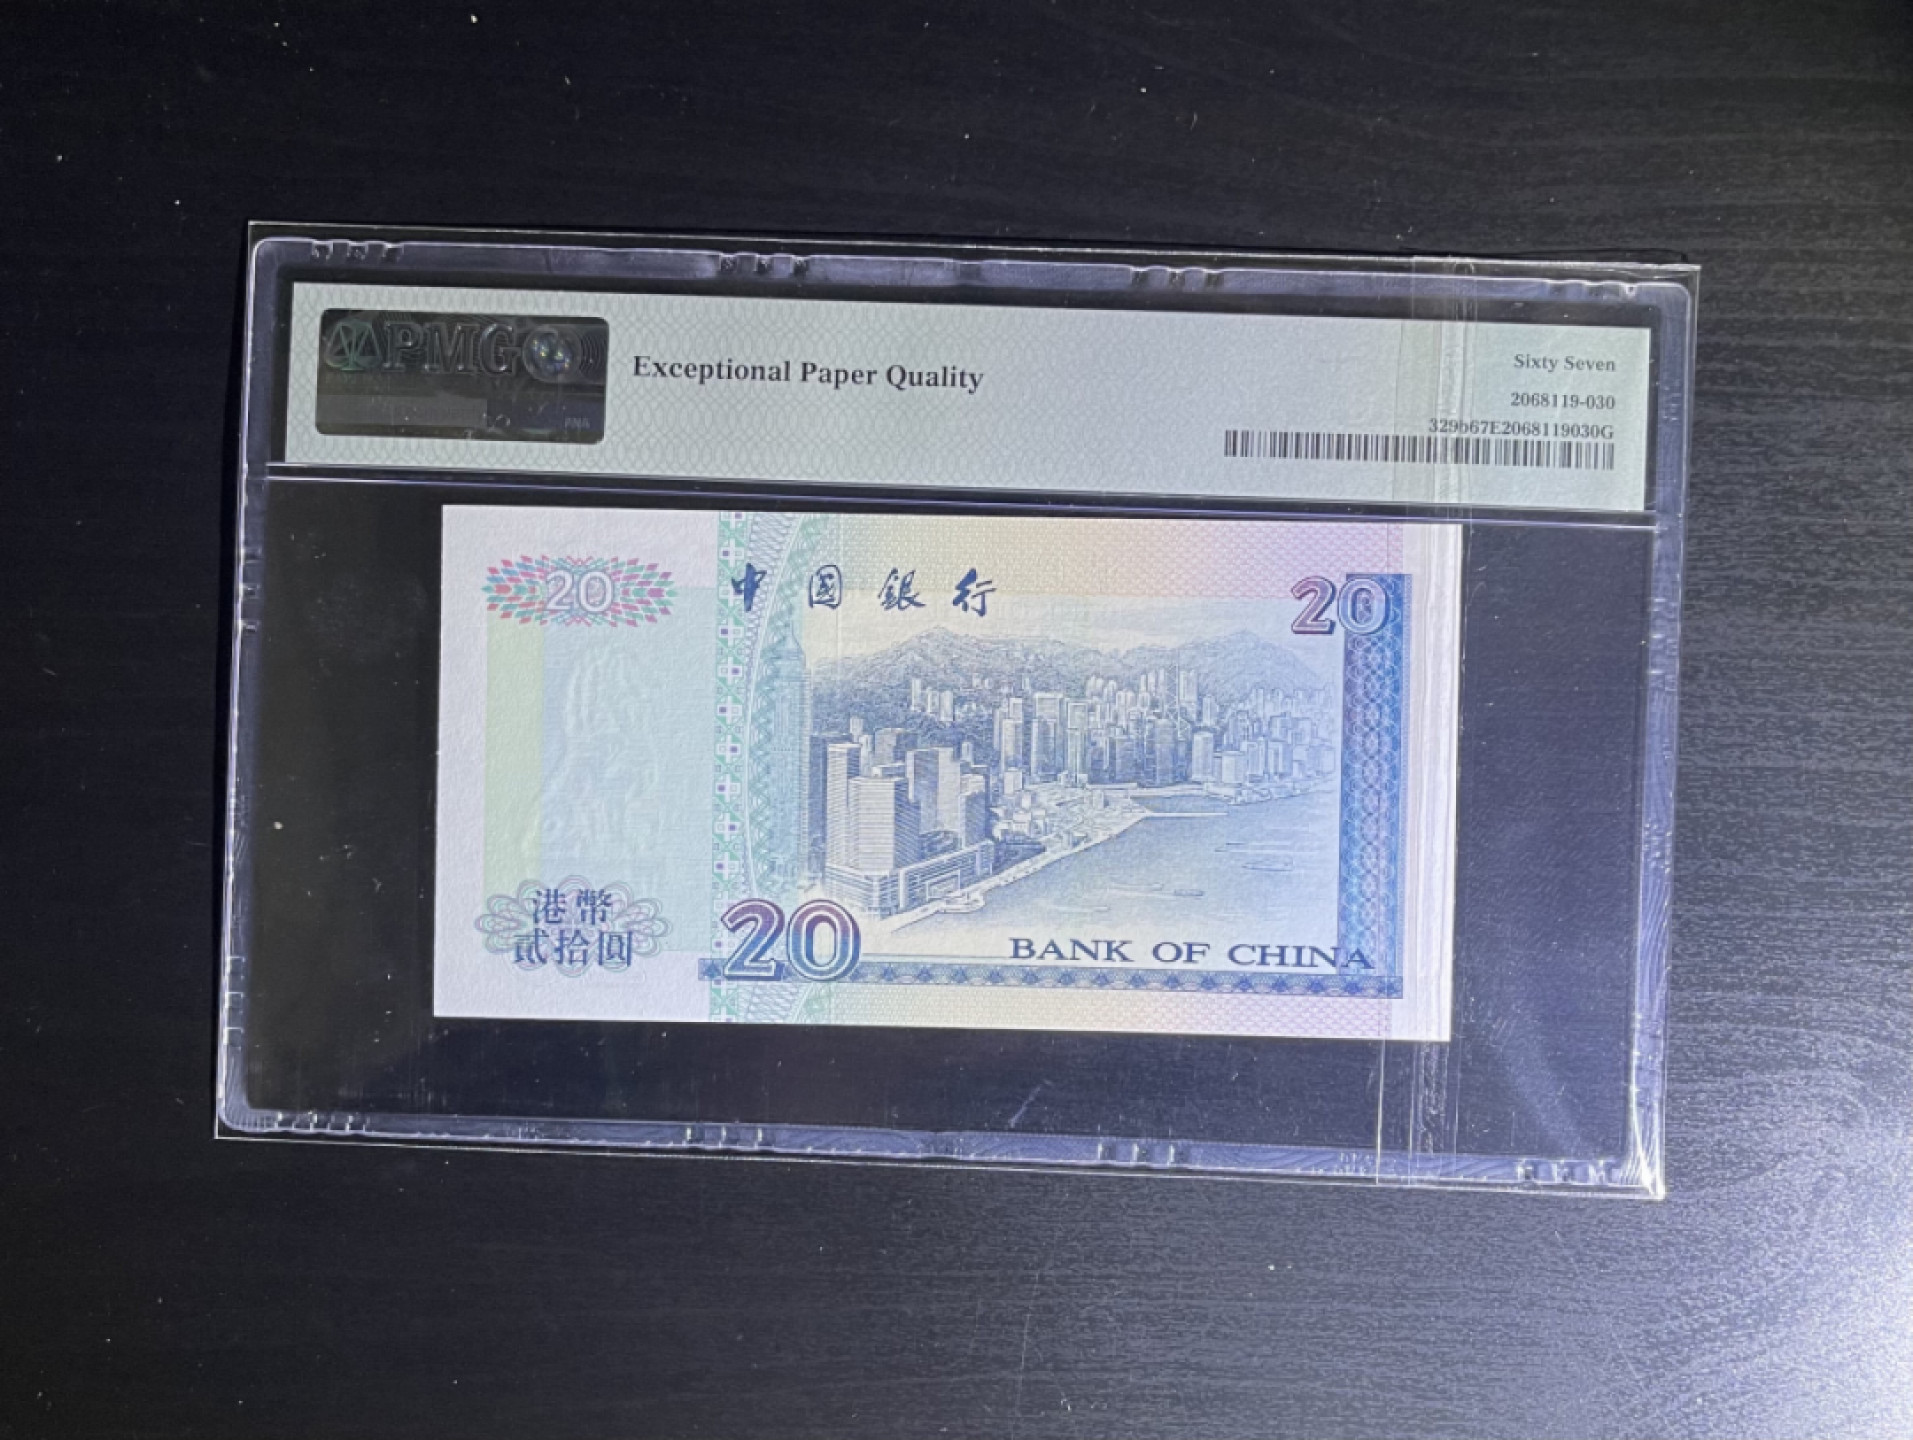 PMG
Exceptional Paper Quality
Sixty Seven
2068119-030
329b67E2068119030G
20
中國銀行
20
港幣
貳拾圓
20
BANK OF CHINA